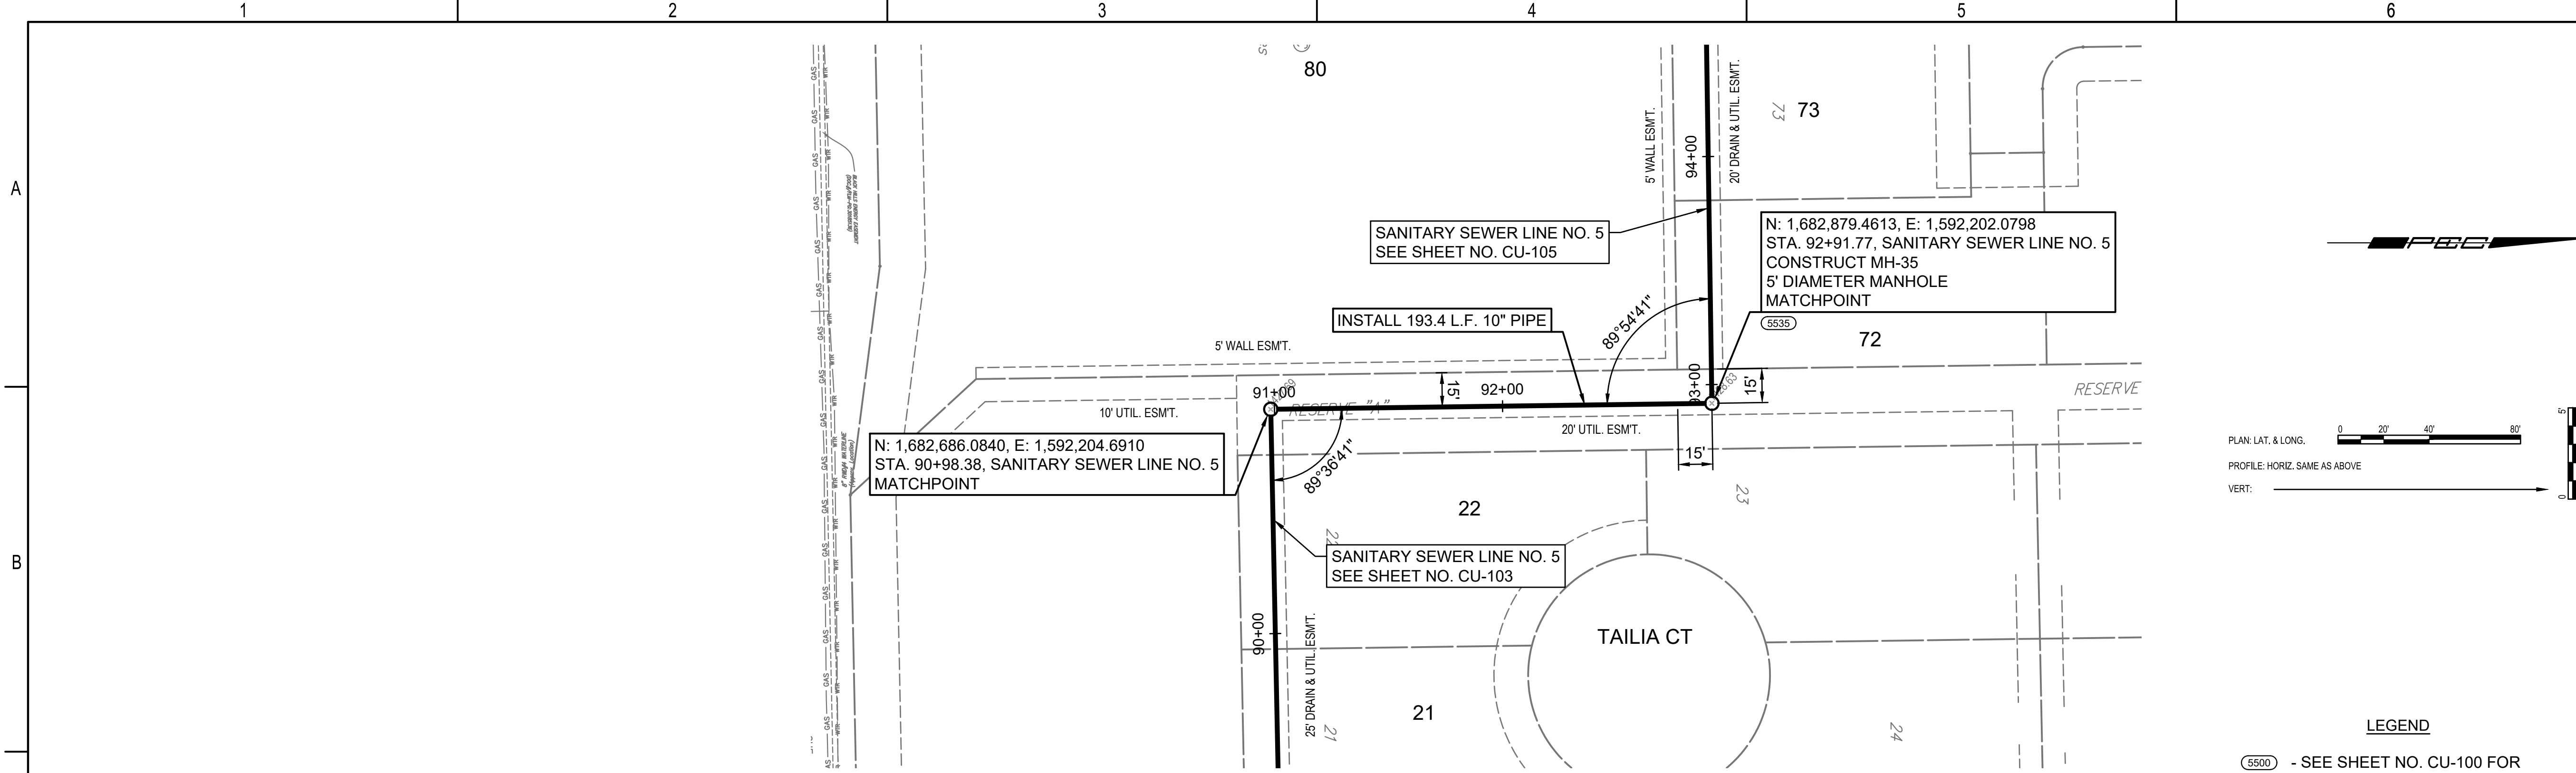 1
2
3
4
5
6
A
B
80
73
73
72
22
23
21
21
24
GAS
WTR
5' WALL ESM'T.
20' DRAIN & UTIL. ESM'T.
94+00
SANITARY SEWER LINE NO. 5
SEE SHEET NO. CU-105
N: 1,682,879.4613, E: 1,592,202.0798
STA. 92+91.77, SANITARY SEWER LINE NO. 5
CONSTRUCT MH-35
5' DIAMETER MANHOLE
MATCHPOINT
5535
INSTALL 193.4 L.F. 10" PIPE
89°54'41"
5' WALL ESM'T.
91+00
92+00
93+00
15'
15'
RESERVE "A"
RESERVE
10' UTIL. ESM'T.
20' UTIL. ESM'T.
15'
N: 1,682,686.0840, E: 1,592,204.6910
STA. 90+98.38, SANITARY SEWER LINE NO. 5
MATCHPOINT
89°36'41"
SANITARY SEWER LINE NO. 5
SEE SHEET NO. CU-103
90+00
25' DRAIN & UTIL. ESM'T.
TAILIA CT
PEC
PLAN: LAT. & LONG.
0 20' 40' 80'
PROFILE: HORIZ. SAME AS ABOVE
VERT:
0
5'
LEGEND
5500 - SEE SHEET NO. CU-100 FOR